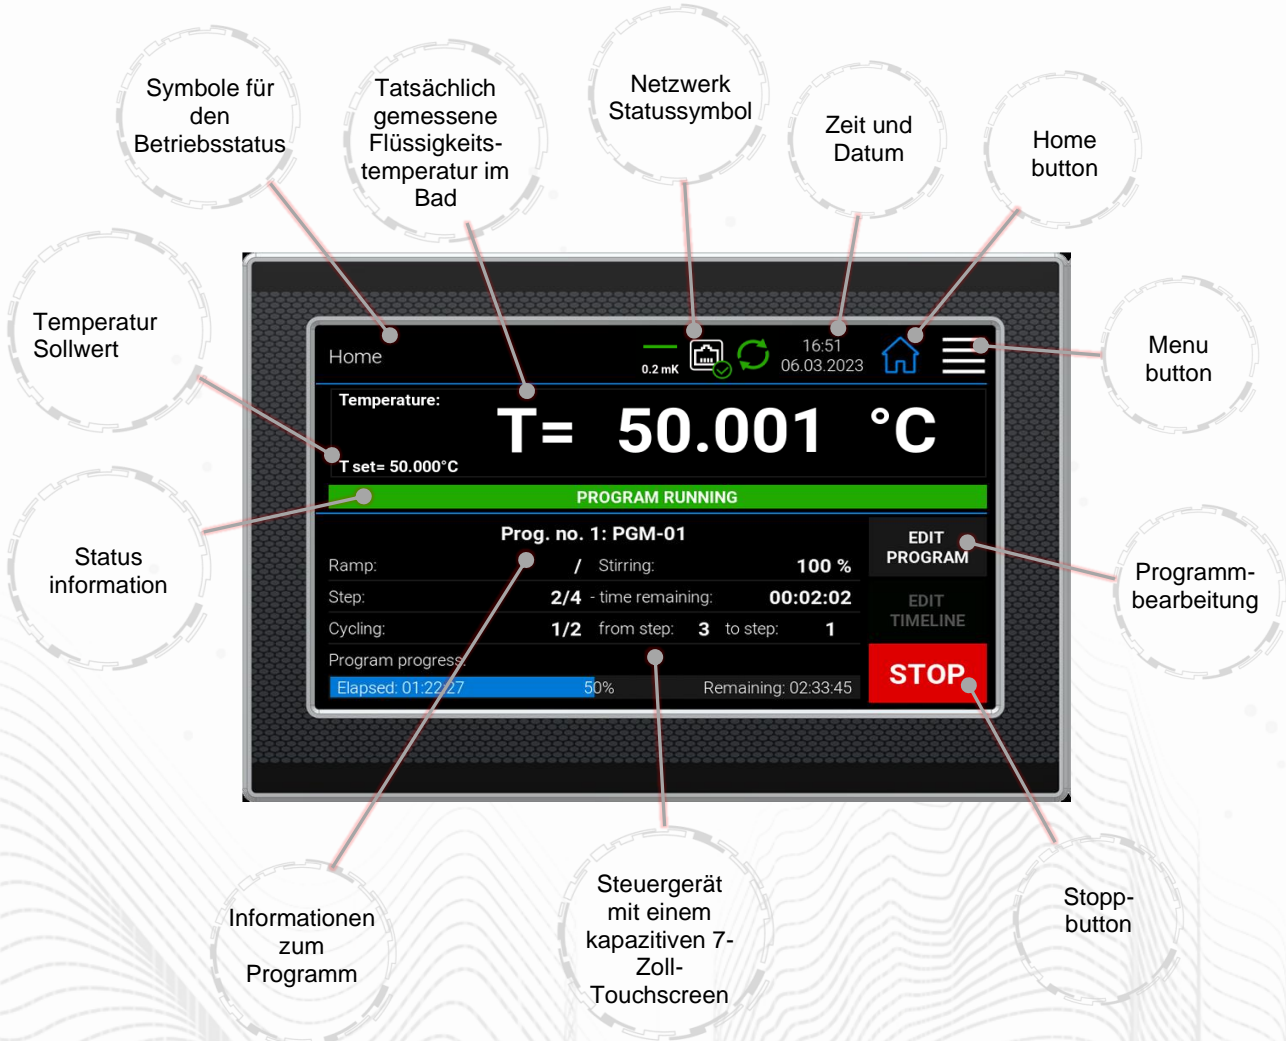 Symbole für
den
Betriebsstatus
Tatsächlich
gemessene
Flüssigkeits-
temperatur im
Bad
Netzwerk
Statussymbol
Zeit und
Datum
Home
button
Temperatur
Sollwert
Menu
button
Status
information
Programm-
bearbeitung
Home
0.2 mK
16:51
06.03.2023
Temperature:
T= 50.001 °C
T set= 50.000°C
PROGRAM RUNNING
Prog. no. 1: PGM-01
Ramp: / Stirring: 100 %
Step: 2/4 - time remaining: 00:02:02
Cycling: 1/2 from step: 3 to step: 1
Program progress:
Elapsed: 01:22:27 50% Remaining: 02:33:45
EDIT
PROGRAM
EDIT
TIMELINE
STOP
Informationen
zum
Programm
Steuergerät
mit einem
kapazitiven 7-
Zoll-
Touchscreen
Stopp-
button